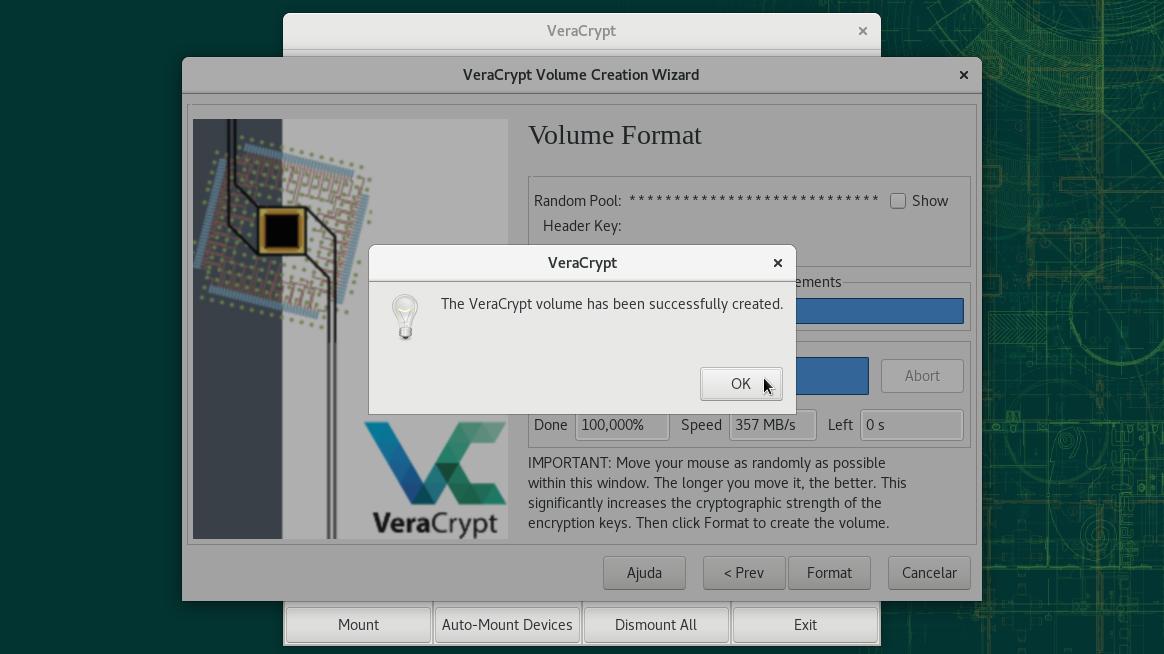 VeraCrypt
VeraCrypt Volume Creation Wizard
Volume Format
Random Pool: *************************** Show
Header Key:
VeraCrypt
The VeraCrypt volume has been successfully created.
OK
ements
Abort
Done 100,000% Speed 357 MB/s Left 0 s
IMPORTANT: Move your mouse as randomly as possible
within this window. The longer you move it, the better. This
significantly increases the cryptographic strength of the
encryption keys. Then click Format to create the volume.
VeraCrypt
Ajuda < Prev Format Cancelar
Mount Auto-Mount Devices Dismount All Exit